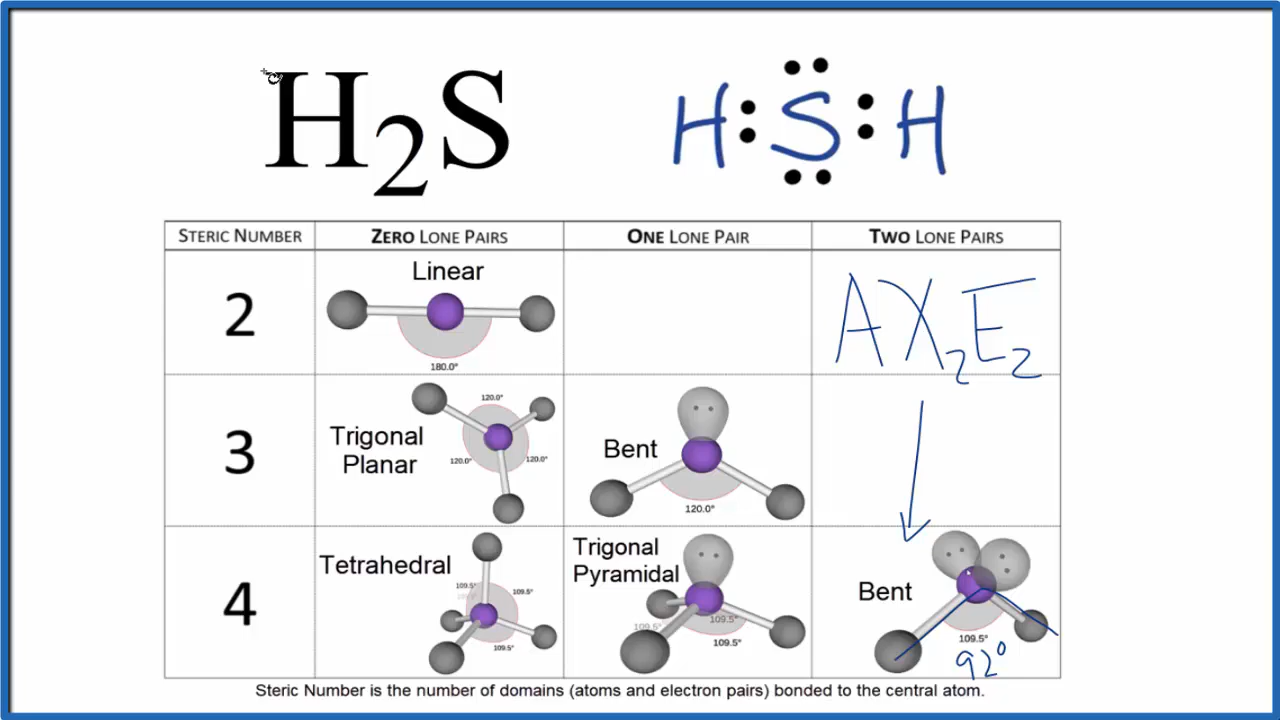 H2S
H:S:H
STERIC NUMBER ZERO LONE PAIRS ONE LONE PAIR TWO LONE PAIRS
2
Linear
180.0°
AX2E2
3
Trigonal
Planar
120.0°
120.0° 120.0°
Bent
120.0°
4
Tetrahedral
109.5°
109.5°
109.5°
Trigonal
Pyramidal
109.5°
109.5°
109.5°
Bent
109.5°
92°
Steric Number is the number of domains (atoms and electron pairs) bonded to the central atom.